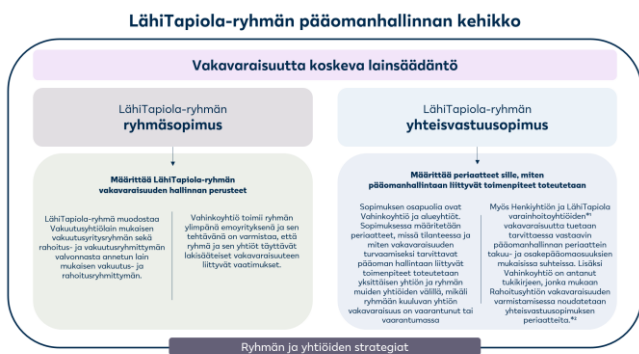 LähiTapiola-ryhmän pääomanhallinnan kehikko
Vakavaraisuutta koskeva lainsäädäntö
LähiTapiola-ryhmän
ryhmäsopimus
Määrittää LähiTapiola-ryhmän
vakavaraisuuden hallinnan perusteet
LähiTapiola-ryhmä muodostaa
Vakuutusyhtiölain mukaisen
vakuutusyritysryhmän sekä
rahoitus- ja vakuutusryhmittymän
valvonnasta annetun lain
mukaisen vakuutus- ja
rahoitusryhmittymän.
Vahinkoyhtiö toimii ryhmän
ylimpänä emoyrityksenä ja sen
tehtävänä on varmistaa, että
ryhmä ja sen yhtiöt täyttävät
lakisääteiset vakavaraisuuteen
liittyvät vaatimukset.
LähiTapiola-ryhmän
yhteisvastuusopimus
Määrittää periaatteet sille, miten
pääomanhallintaan liittyvät toimenpiteet toteutetaan
Sopimuksen osapuolia ovat
Vahinkoyhtiö ja alueyhtiöt.
Sopimuksessa määritetään
periaatteet, missä tilanteessa ja
miten vakavaraisuuden
turvaamiseksi tarvittavat
pääoman hallintaan liittyvät
toimenpiteet toteutetaan
yksittäisen yhtiön ja ryhmän
muiden yhtiöiden välillä, mikäli
ryhmään kuuluvan yhtiön
vakavaraisuus on vaarantunut tai
vaarantumassa
Myös Henkiyhtiön ja LähiTapiola
varainhoitoyhtiöiden*¹
vakavaraisuutta tuetaan
tarvittaessa vastaavin
pääomanhallinnan periaattein
takuu- ja osakepääomaosuuksien
mukaisissa suhteissa. Lisäksi
Vahinkoyhtiö on antanut
tukikirjeen, jonka mukaan
Rahoitusyhtiön vakavaraisuuden
varmistamisessa noudatetaan
yhteisvastuusopimuksen
periaatteita.*²
Ryhmän ja yhtiöiden strategiat